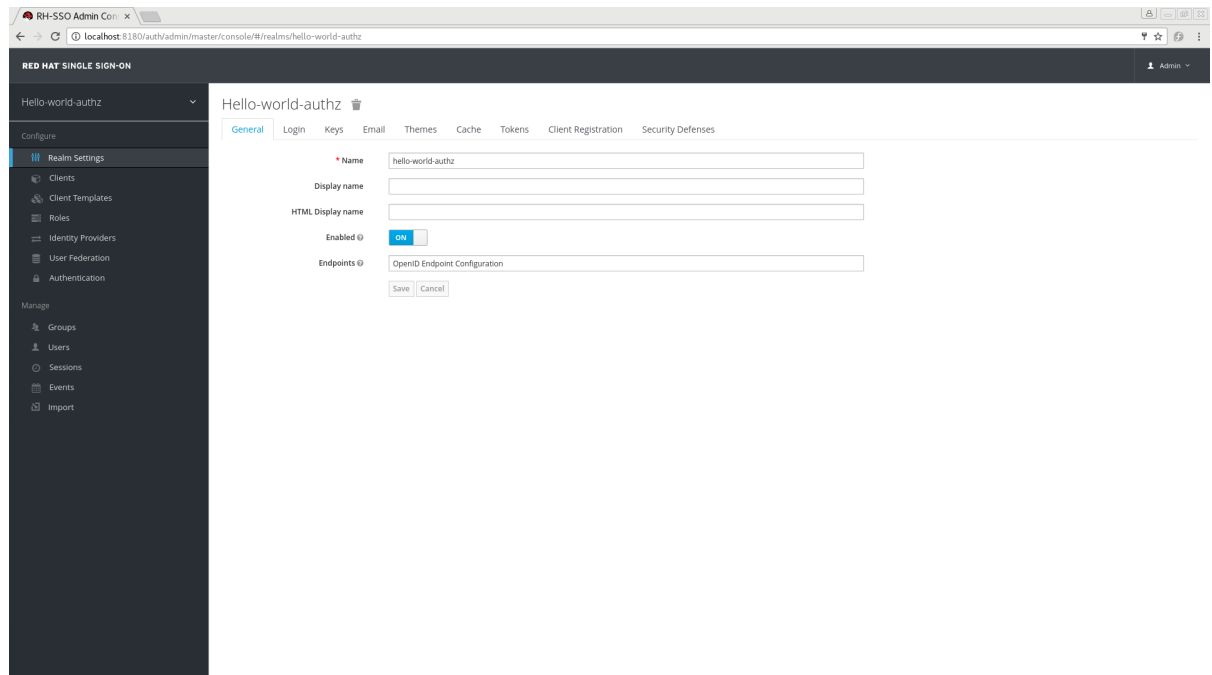 RH-SSO Admin Con
localhost:8180/auth/admin/master/console/#/realms/hello-world-authz
RED HAT SINGLE SIGN-ON
Admin
Hello-world-authz
Configure
Realm Settings
Clients
Client Templates
Roles
Identity Providers
User Federation
Authentication
Manage
Groups
Users
Sessions
Events
Import
Hello-world-authz
General Login Keys Email Themes Cache Tokens Client Registration Security Defenses
* Name hello-world-authz
Display name
HTML Display name
Enabled ON
Endpoints OpenID Endpoint Configuration
Save Cancel